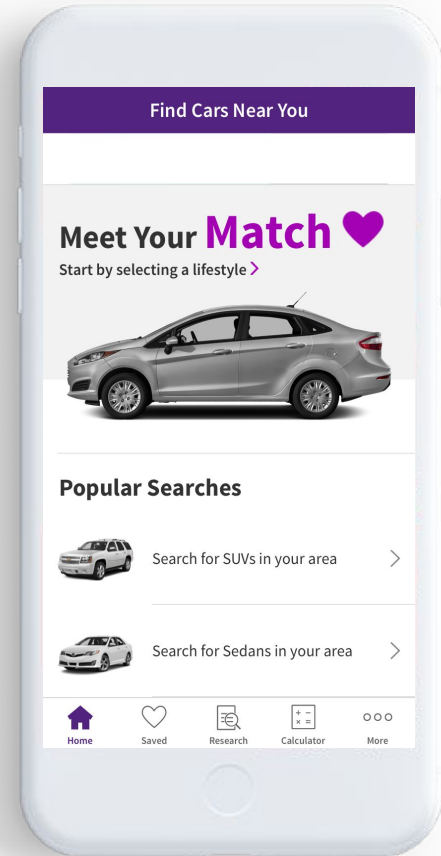 Find Cars Near You
Meet Your Match
Start by selecting a lifestyle
Popular Searches
Search for SUVs in your area
Search for Sedans in your area
Home Saved Research Calculator More